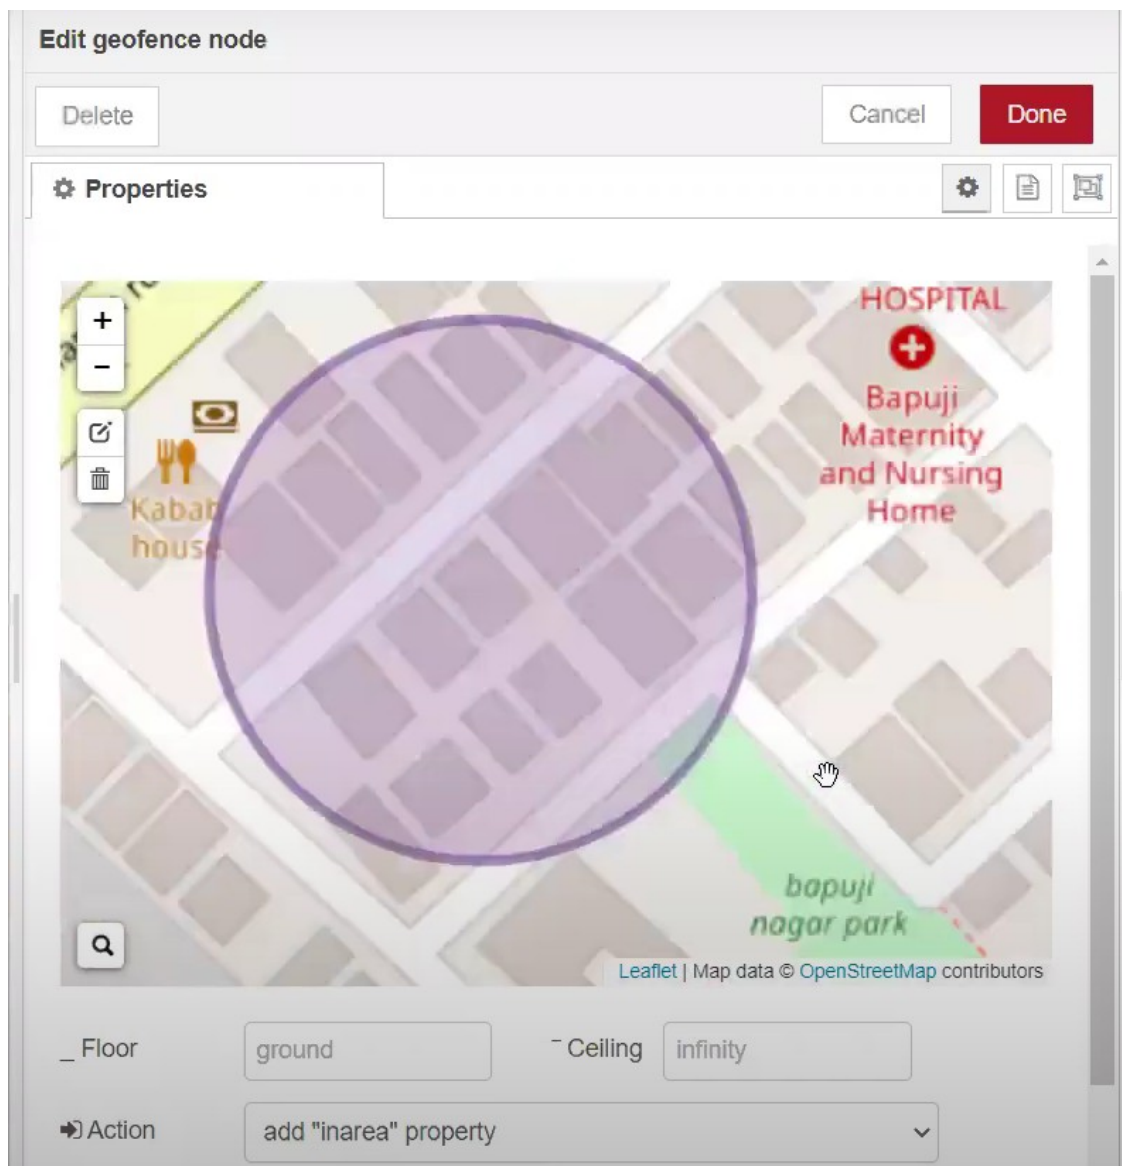 Edit geofence node
Delete
Cancel
Done
Properties
+
−
HOSPITAL
Bapuji
Maternity
and Nursing
Home
Kabab
house
bapuji
nagar park
Leaflet | Map data © OpenStreetMap contributors
_ Floor
ground
‾ Ceiling
infinity
Action
add "inarea" property